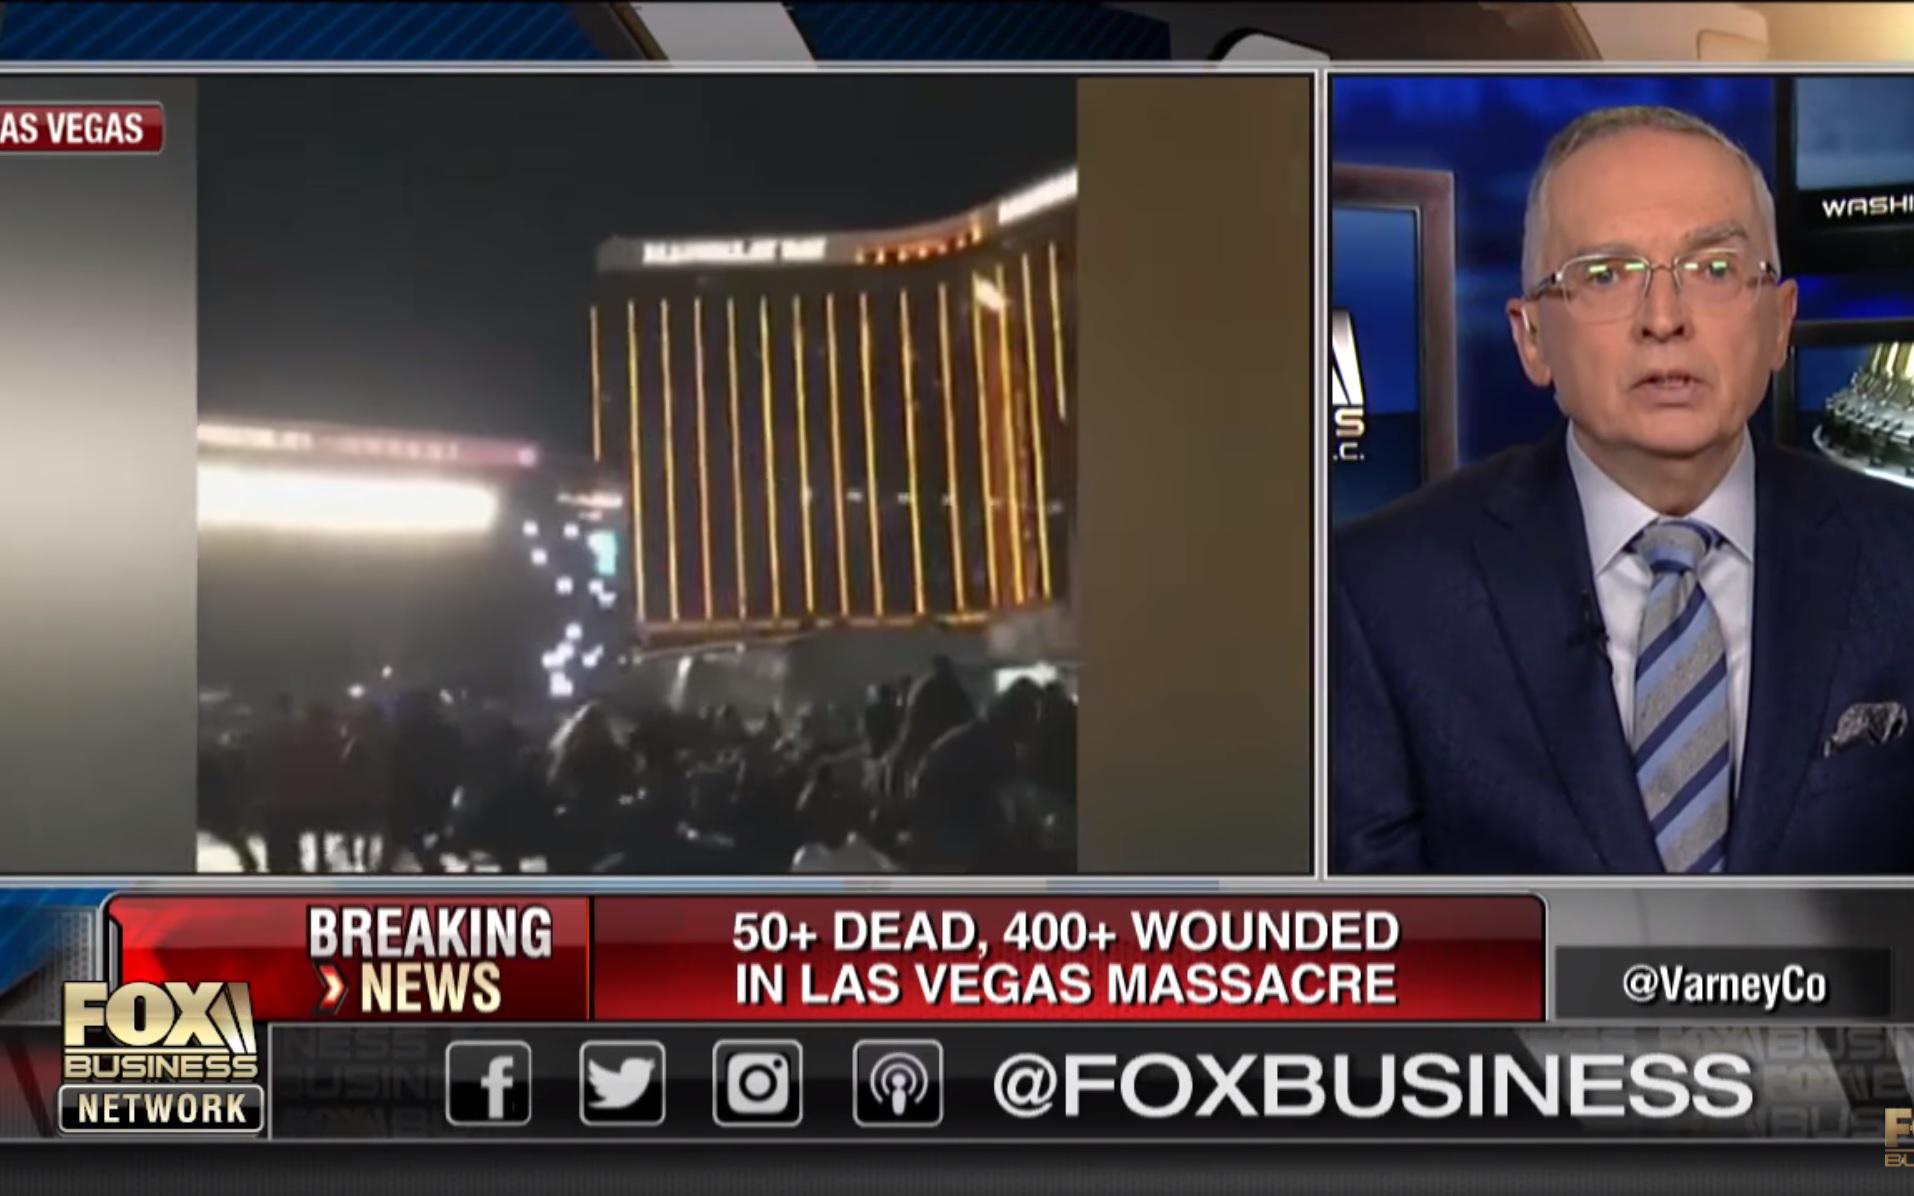 AS VEGAS
WASHI
S
.C.
BREAKING
NEWS
50+ DEAD, 400+ WOUNDED
IN LAS VEGAS MASSACRE
@VarneyCo
FOX
BUSINESS
NETWORK
@FOXBUSINESS